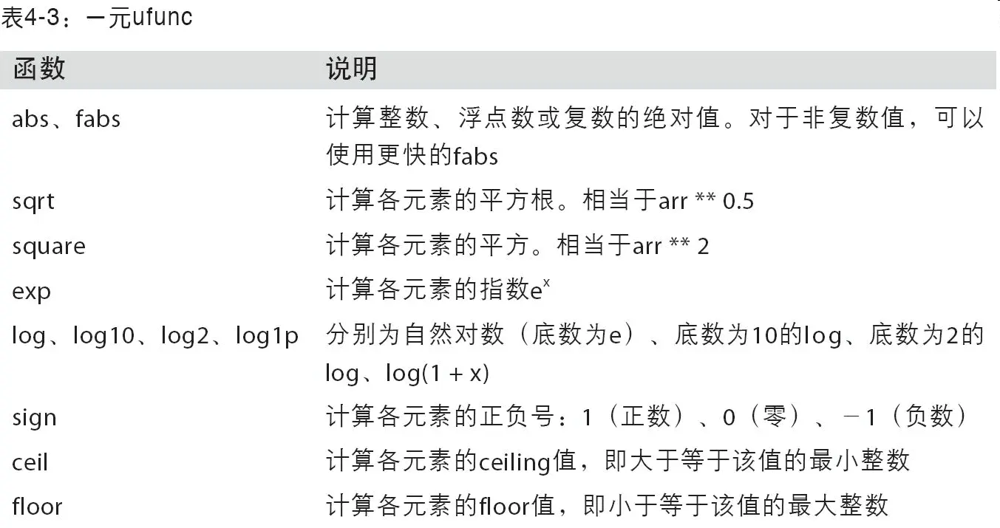 表4-3：一元ufunc
函数 说明
abs、fabs 计算整数、浮点数或复数的绝对值。对于非复数值，可以
使用更快的fabs
sqrt 计算各元素的平方根。相当于arr ** 0.5
square 计算各元素的平方。相当于arr ** 2
exp 计算各元素的指数eˣ
log、log10、log2、log1p 分别为自然对数（底数为e）、底数为10的log、底数为2的
log、log(1 + x)
sign 计算各元素的正负号：1（正数）、0（零）、－1（负数）
ceil 计算各元素的ceiling值，即大于等于该值的最小整数
floor 计算各元素的floor值，即小于等于该值的最大整数